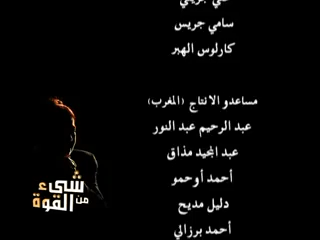 سامي جريس
كارلوس الهبر
مساعدو الانتاج (المغرب)
عبد الرحيم عبد النور
عبد المجيد مذاق
أحمد أوحمو
دليل مديح
أحمد برزالي
شيء
من القوة